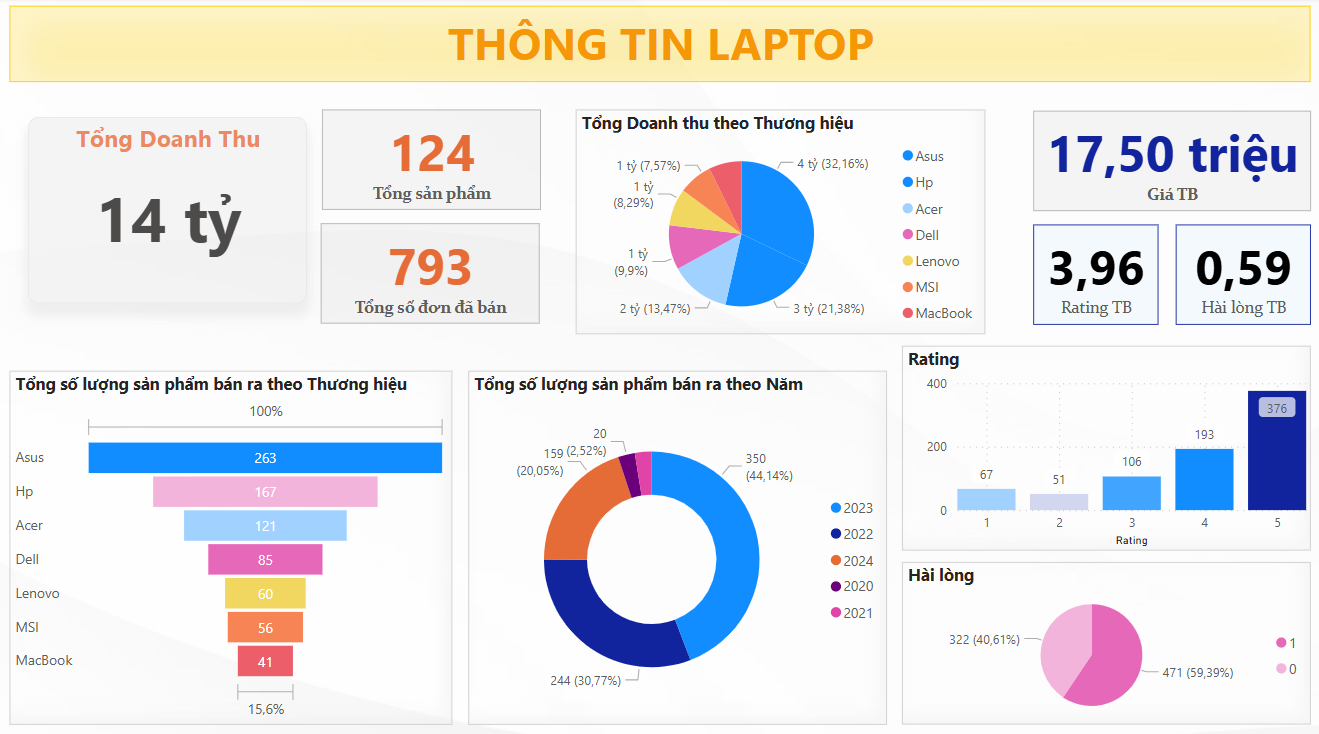 THÔNG TIN LAPTOP
Tổng Doanh Thu
14 tỷ
124
Tổng sản phẩm
793
Tổng số đơn đã bán
Tổng Doanh thu theo Thương hiệu
1 tỷ (7,57%)
4 tỷ (32,16%)
1 tỷ
(8,29%)
1 tỷ
(9,9%)
2 tỷ (13,47%)
3 tỷ (21,38%)
Asus
Hp
Acer
Dell
Lenovo
MSI
MacBook
17,50 triệu
Giá TB
3,96
Rating TB
0,59
Hài lòng TB
Tổng số lượng sản phẩm bán ra theo Thương hiệu
100%
Asus 263
Hp 167
Acer 121
Dell 85
Lenovo 60
MSI 56
MacBook 41
15,6%
Tổng số lượng sản phẩm bán ra theo Năm
20
(2,52%)
159
(20,05%)
350
(44,14%)
244 (30,77%)
2023
2022
2024
2020
2021
Rating
400
200
0
67
51
106
193
376
1 2 3 4 5
Rating
Hài lòng
322 (40,61%)
471 (59,39%)
1
0